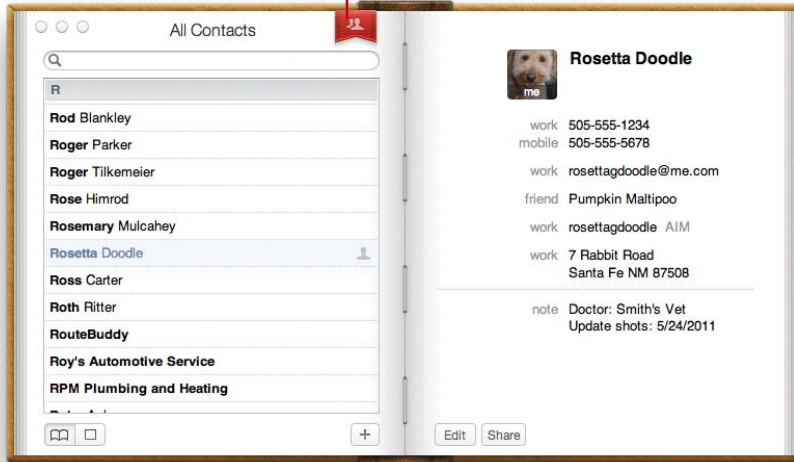 All Contacts
R
Rod Blankley
Roger Parker
Roger Tilkemeier
Rose Himrod
Rosemary Mulcahey
Rosetta Doodle
Ross Carter
Roth Ritter
RouteBuddy
Roy's Automotive Service
RPM Plumbing and Heating
Rosetta Doodle
me
work 505-555-1234
mobile 505-555-5678
work rosettagdoodle@me.com
friend Pumpkin Maltipoo
work rosettagdoodle AIM
work 7 Rabbit Road
Santa Fe NM 87508
note Doctor: Smith's Vet
Update shots: 5/24/2011
Edit Share